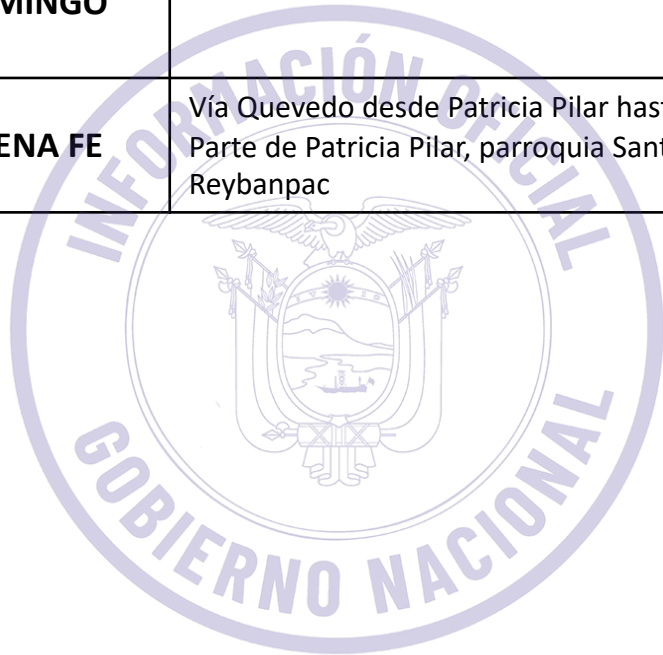 MINGO
ENA FE
Vía Quevedo desde Patricia Pilar has
Parte de Patricia Pilar, parroquia San
Reybanpac
INFORMACIÓN OFICIAL
GOBIERNO NACIONAL